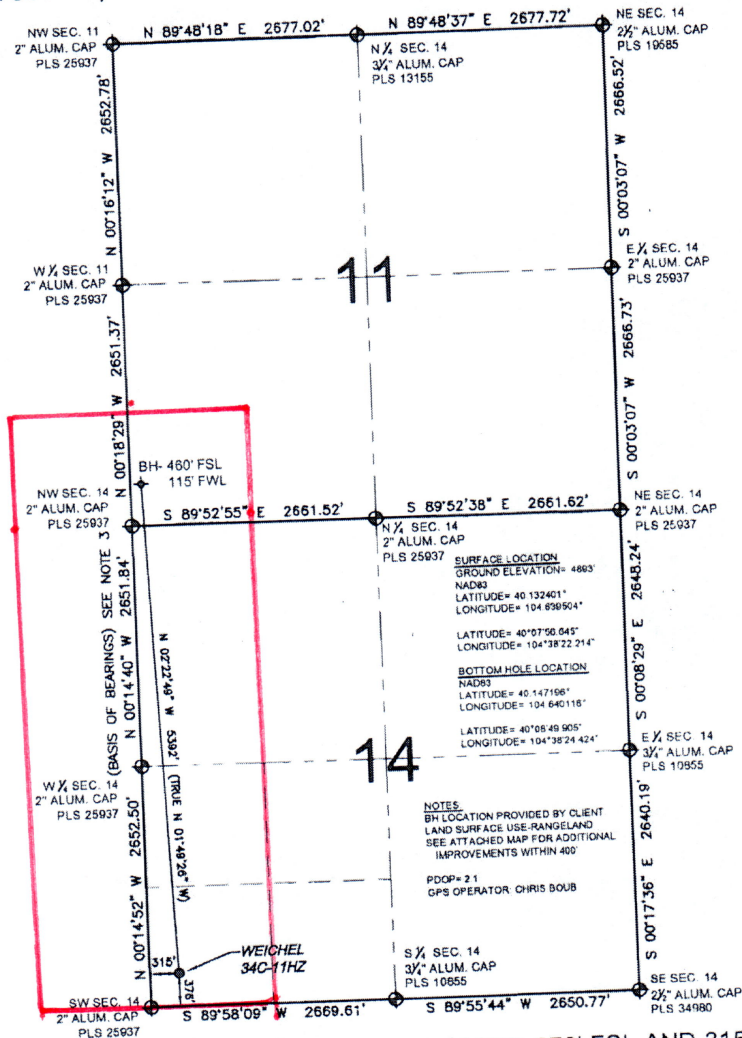 N 89°48'18" E 2677.02'
N 89°48'37" E 2677.72'
NW SEC. 11
2" ALUM. CAP
PLS 25937
N ¼ SEC. 14
3¼" ALUM. CAP
PLS 13155
NE SEC. 14
2½" ALUM. CAP
PLS 19585
N 00°16'12" W 2652.78'
S 00°03'07" W 2666.52'
W ¼ SEC. 11
2" ALUM. CAP
PLS 25937
11
E ¼ SEC. 14
2" ALUM. CAP
PLS 25937
N 00°18'29" W 2651.37'
S 00°03'07" W 2666.73'
BH- 460' FSL
115' FWL
NW SEC. 14
2" ALUM. CAP
PLS 25937
S 89°52'55" E 2661.52'
S 89°52'38" E 2661.62'
NE SEC. 14
2" ALUM. CAP
PLS 25937
N ¼ SEC. 14
2" ALUM. CAP
PLS 25937
(BASIS OF BEARINGS) SEE NOTE 3
N 00°14'40" W 2651.84'
N 02°22'49" W 5392' (TRUE N 01°49'26" W)
S 00°08'29" E 2648.24'
SURFACE LOCATION
GROUND ELEVATION= 4893'
NAD83
LATITUDE= 40.132401°
LONGITUDE= 104.639504°
LATITUDE= 40°07'56.645"
LONGITUDE= 104°38'22.214"
BOTTOM HOLE LOCATION
NAD83
LATITUDE= 40.147196°
LONGITUDE= 104.640118°
LATITUDE= 40°08'49.905"
LONGITUDE= 104°38'24.424"
W ¼ SEC. 14
2" ALUM. CAP
PLS 25937
14
E ¼ SEC. 14
3¼" ALUM. CAP
PLS 10855
N 00°14'52" W 2652.50'
S 00°17'36" E 2640.19'
NOTES
BH LOCATION PROVIDED BY CLIENT
LAND SURFACE USE-RANGELAND
SEE ATTACHED MAP FOR ADDITIONAL
IMPROVEMENTS WITHIN 400'
PDOP= 2.1
GPS OPERATOR: CHRIS BOUB
315'
378'
WEICHEL
34C-11HZ
S ¼ SEC. 14
3¼" ALUM. CAP
PLS 10855
SW SEC. 14
2" ALUM. CAP
PLS 25937
S 89°58'09" W 2669.61'
S 89°55'44" W 2650.77'
SE SEC. 14
2½" ALUM. CAP
PLS 34980